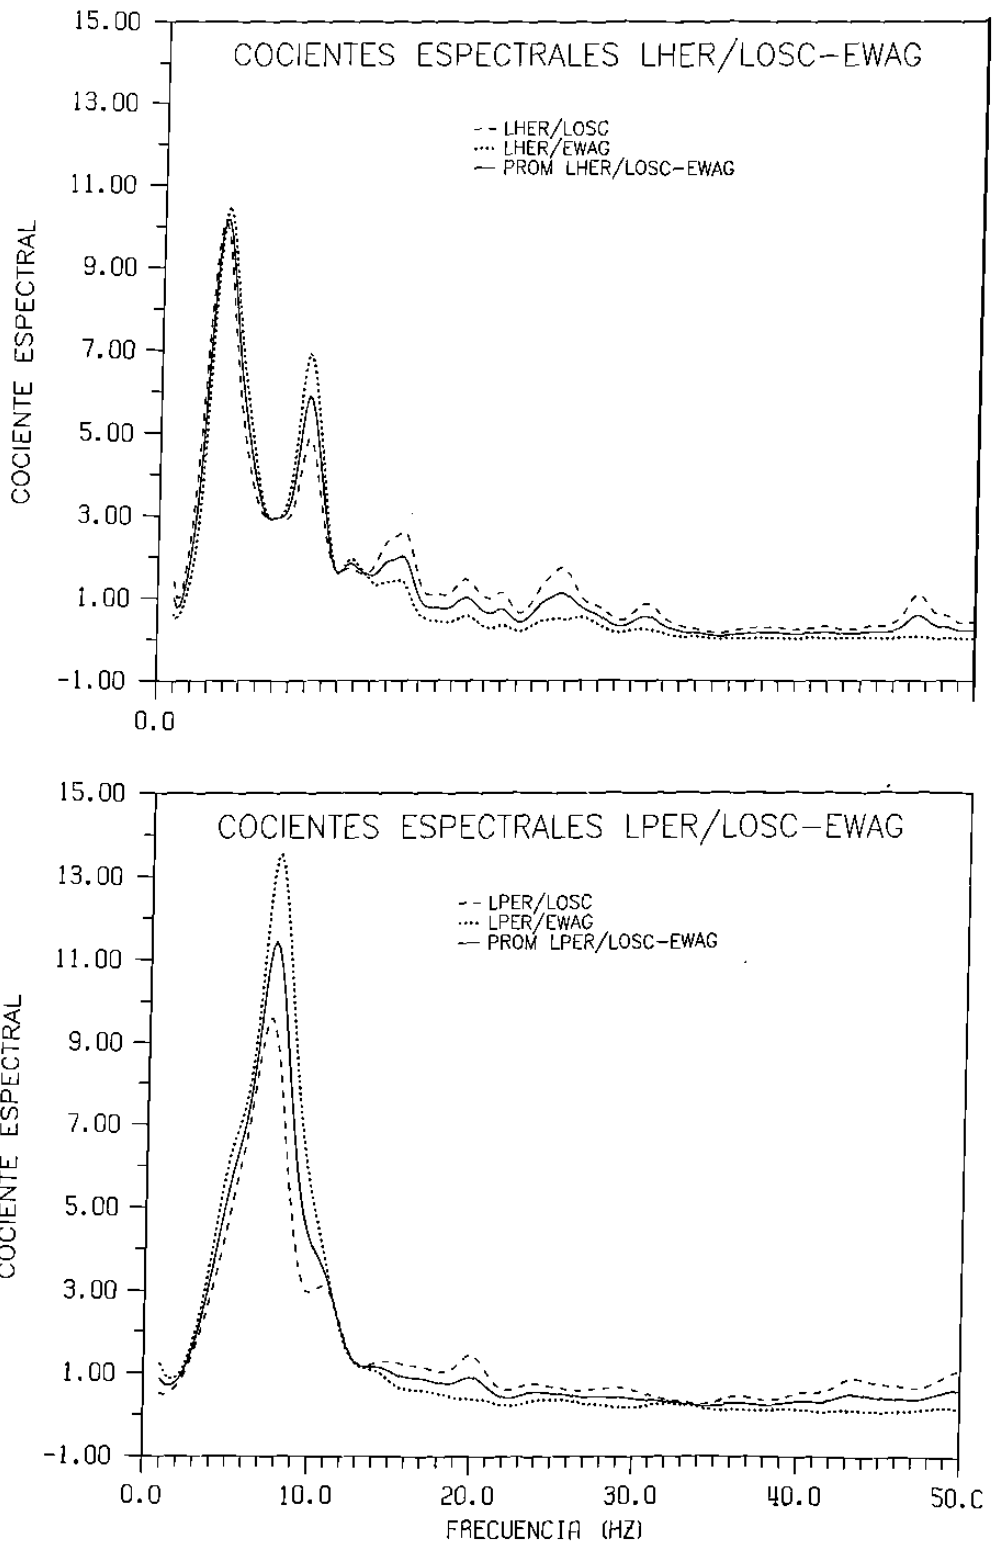 15.00
COCIENTES ESPECTRALES LHER/LOSC-EWAG
13.00
-- LHER/LOSC
···· LHER/EWAG
— PROM LHER/LOSC-EWAG
11.00
9.00
7.00
5.00
3.00
1.00
-1.00
COCIENTE ESPECTRAL
0.0
15.00
COCIENTES ESPECTRALES LPER/LOSC-EWAG
13.00
-- LPER/LOSC
···· LPER/EWAG
— PROM LPER/LOSC-EWAG
11.00
9.00
7.00
5.00
3.00
1.00
-1.00
COCIENTE ESPECTRAL
0.0 10.0 20.0 30.0 40.0 50.0
FRECUENCIA (HZ)